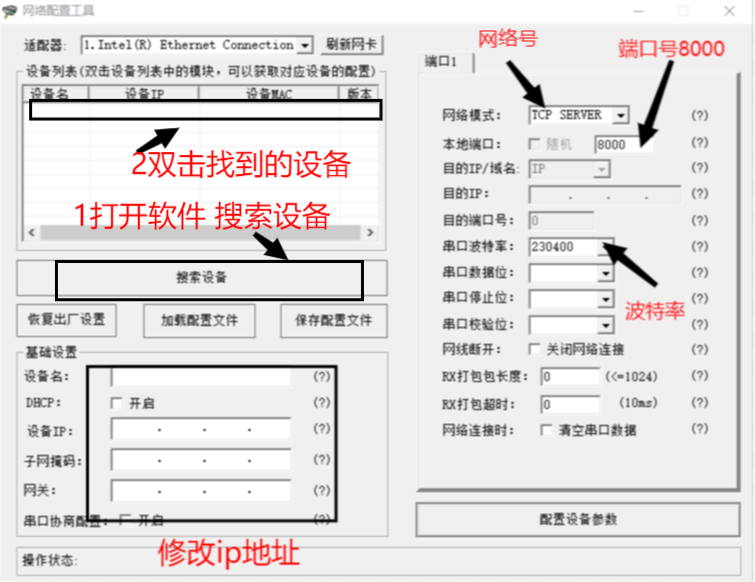 网络配置工具
适配器: 1.Intel(R) Ethernet Connection 刷新网卡
设备列表(双击设备列表中的模块, 可以获取对应设备的配置)
设备名 设备IP 设备MAC 版本
2双击找到的设备
1打开软件 搜索设备
搜索设备
恢复出厂设置 加载配置文件 保存配置文件
基础设置
设备名: (?)
DHCP: 开启 (?)
设备IP: . . . (?)
子网掩码: . . . (?)
网关: . . . (?)
串口协商配置: 开启 (?)
修改ip地址
操作状态:
网络号
端口号8000
端口1
网络模式: TCP SERVER (?)
本地端口: 随机 8000 (?)
目的IP/域名: IP (?)
目的IP: . . . (?)
目的端口号: 0 (?)
串口波特率: 230400 (?)
串口数据位: (?)
串口停止位: (?)
波特率
串口校验位: (?)
网线断开: 关闭网络连接 (?)
RX打包包长度: 0 (<=1024) (?)
RX打包超时: 0 (10ms) (?)
网络连接时: 清空串口数据 (?)
配置设备参数